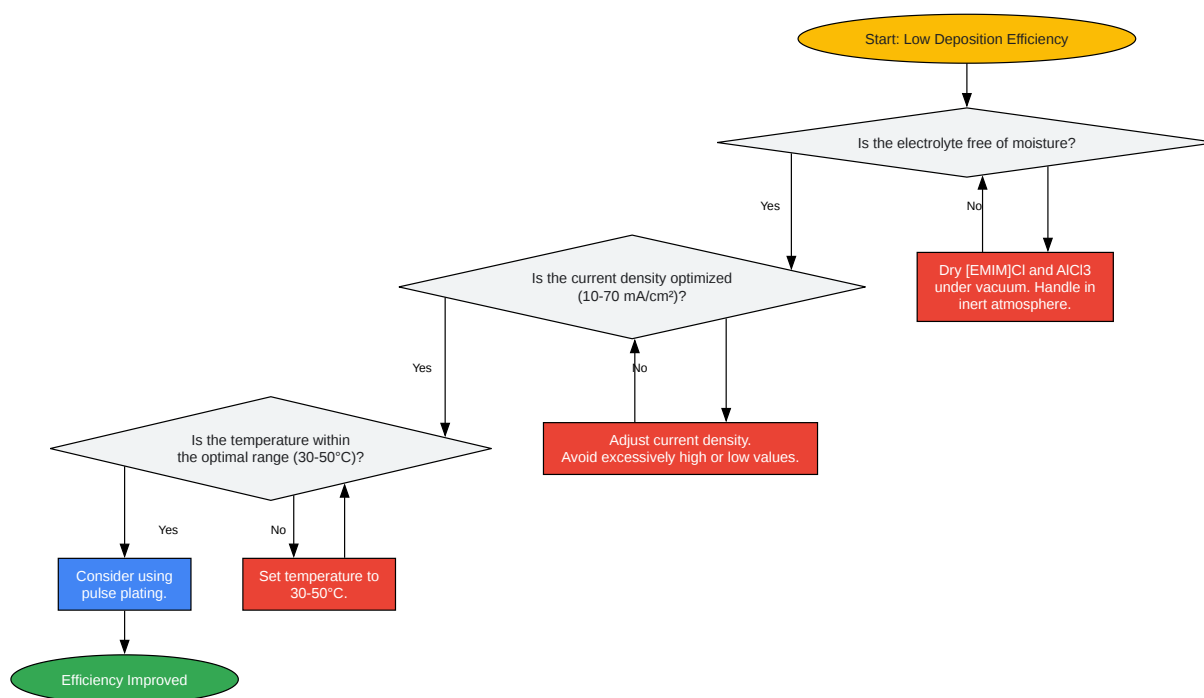 Start: Low Deposition Efficiency
Is the electrolyte free of moisture?
Yes
No
Dry [EMIM]Cl and AlCl3
under vacuum. Handle in
inert atmosphere.
Is the current density optimized
(10-70 mA/cm²)?
Yes
No
Adjust current density.
Avoid excessively high or low values.
Is the temperature within
the optimal range (30-50°C)?
Yes
No
Consider using
pulse plating.
Set temperature to
30-50°C.
Efficiency Improved